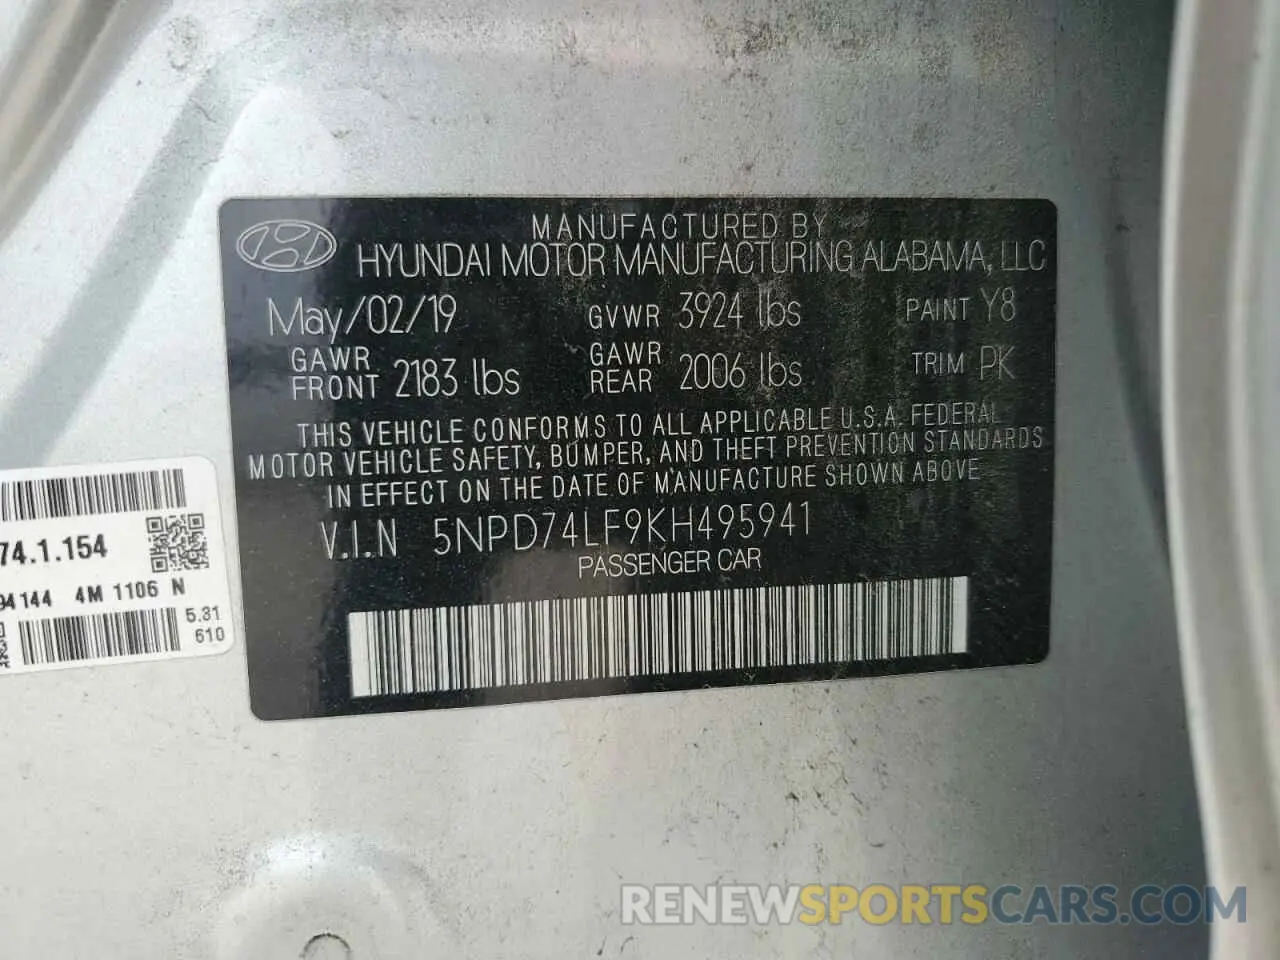 MANUFACTURED BY
HYUNDAI MOTOR MANUFACTURING ALABAMA, LLC
May/02/19 GVWR 3924 lbs PAINT Y8
GAWR FRONT 2183 lbs GAWR REAR 2006 lbs TRIM PK
THIS VEHICLE CONFORMS TO ALL APPLICABLE U.S.A. FEDERAL
MOTOR VEHICLE SAFETY, BUMPER, AND THEFT PREVENTION STANDARDS
IN EFFECT ON THE DATE OF MANUFACTURE SHOWN ABOVE
V.I.N 5NPD74LF9KH495941
PASSENGER CAR
74.1.154
94144 4M 1106 N
5.31
610
RENEWSPORTSCARS.COM